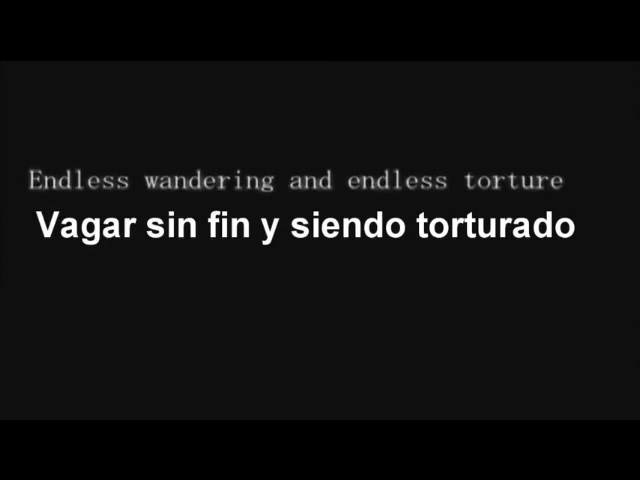 Endless wandering and endless torture
Vagar sin fin y siendo torturado